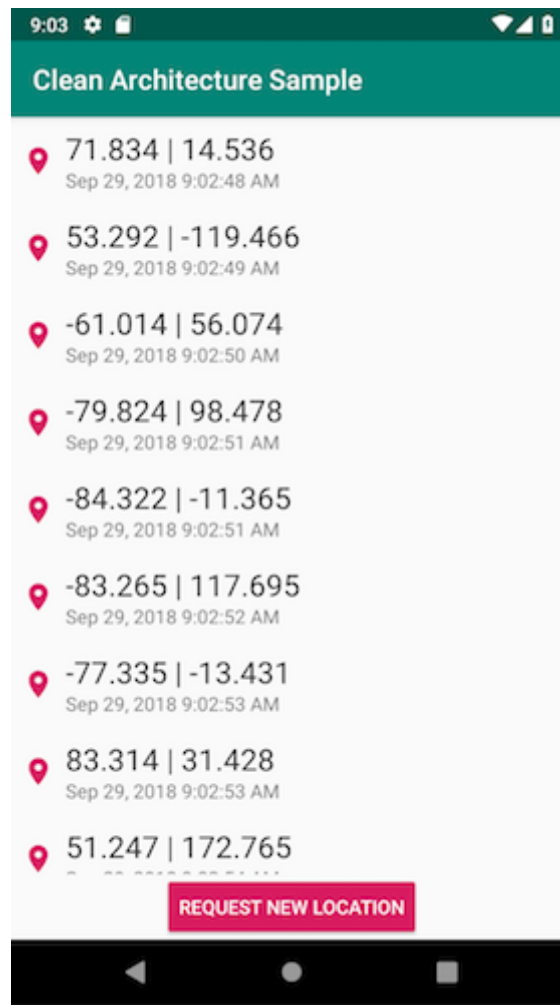 9:03
Clean Architecture Sample
71.834 | 14.536
Sep 29, 2018 9:02:48 AM
53.292 | -119.466
Sep 29, 2018 9:02:49 AM
-61.014 | 56.074
Sep 29, 2018 9:02:50 AM
-79.824 | 98.478
Sep 29, 2018 9:02:51 AM
-84.322 | -11.365
Sep 29, 2018 9:02:51 AM
-83.265 | 117.695
Sep 29, 2018 9:02:52 AM
-77.335 | -13.431
Sep 29, 2018 9:02:53 AM
83.314 | 31.428
Sep 29, 2018 9:02:53 AM
51.247 | 172.765
REQUEST NEW LOCATION